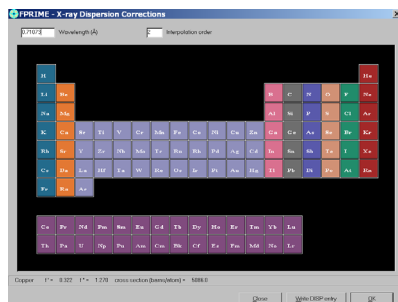 FPRIME - X-ray Dispersion Corrections
0.71073 Wavelength (Å) 2 Interpolation order
H He
Li Be B C N O F Ne
Na Mg Al Si P S Cl Ar
K Ca Sc Ti V Cr Mn Fe Co Ni Cu Zn Ga Ge As Se Br Kr
Rb Sr Y Zr Nb Mo Tc Ru Rh Pd Ag Cd In Sn Sb Te I Xe
Cs Ba La Hf Ta W Re Os Ir Pt Au Hg Tl Pb Bi Po At Rn
Fr Ra Ac
Ce Pr Nd Pm Sm Eu Gd Tb Dy Ho Er Tm Yb Lu
Th Pa U Np Pu Am Cm Bk Cf Es Fm Md No Lr
Copper f' = 0.322 f" = 1.270 cross section (barns/atom) =
Close Write DISP entry OK